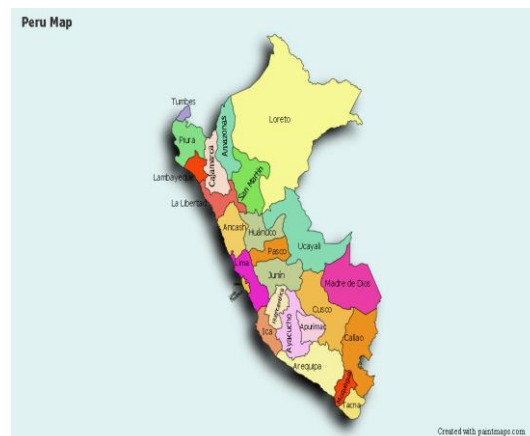 Peru Map
Tumbes
Loreto
Amazonas
Piura
Cajamarca
San Martín
Lambayeque
La Libertad
Ancash
Huánuco
Ucayali
Pasco
Lima
Junín
Madre de Dios
Cusco
Huancavelica
Ica
Ayacucho
Apurímac
Callao
Arequipa
Moquegua
Tacna
Created with paintmaps.com